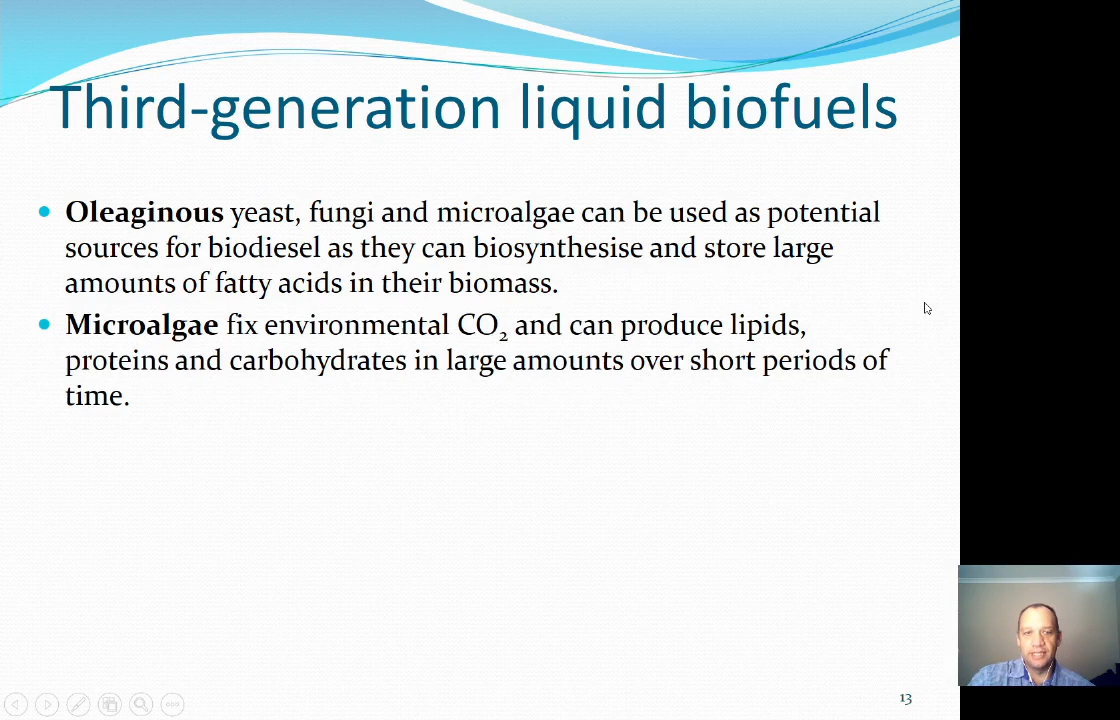 Third-generation liquid biofuels
Oleaginous yeast, fungi and microalgae can be used as potential
sources for biodiesel as they can biosynthesise and store large
amounts of fatty acids in their biomass.
Microalgae fix environmental CO₂ and can produce lipids,
proteins and carbohydrates in large amounts over short periods of
time.
13